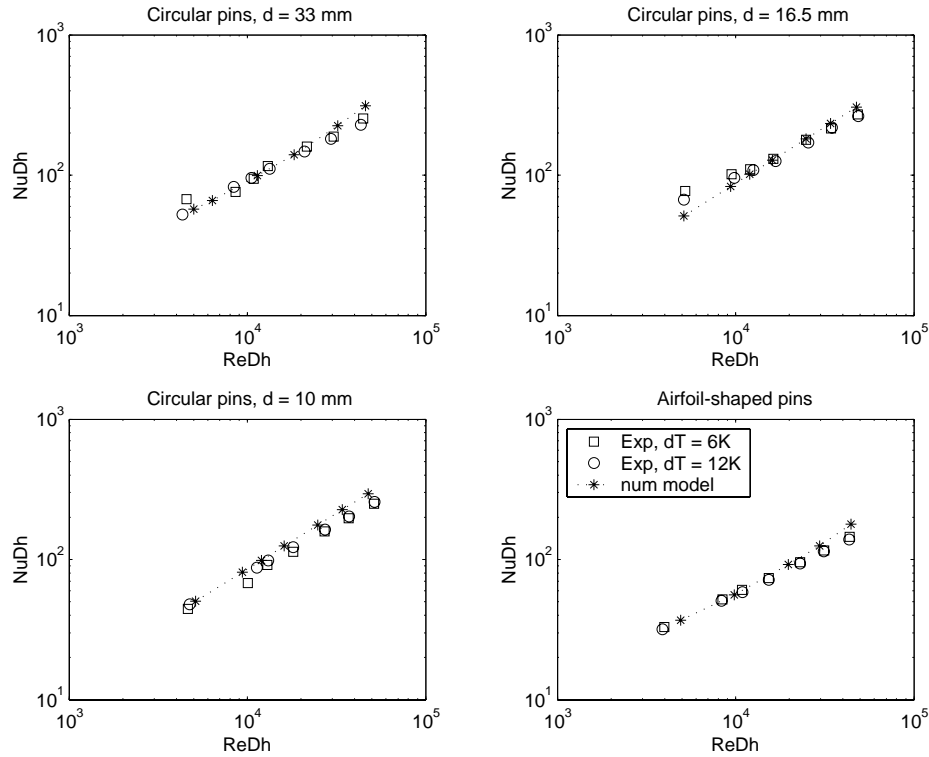 Circular pins, d = 33 mm
10^3
10^2
10^1
NuDh
10^3 10^4 10^5
ReDh
Circular pins, d = 16.5 mm
10^3
10^2
10^1
NuDh
10^3 10^4 10^5
ReDh
Circular pins, d = 10 mm
10^3
10^2
10^1
NuDh
10^3 10^4 10^5
ReDh
Airfoil-shaped pins
10^3
10^2
10^1
NuDh
Exp, dT = 6K
Exp, dT = 12K
num model
10^3 10^4 10^5
ReDh